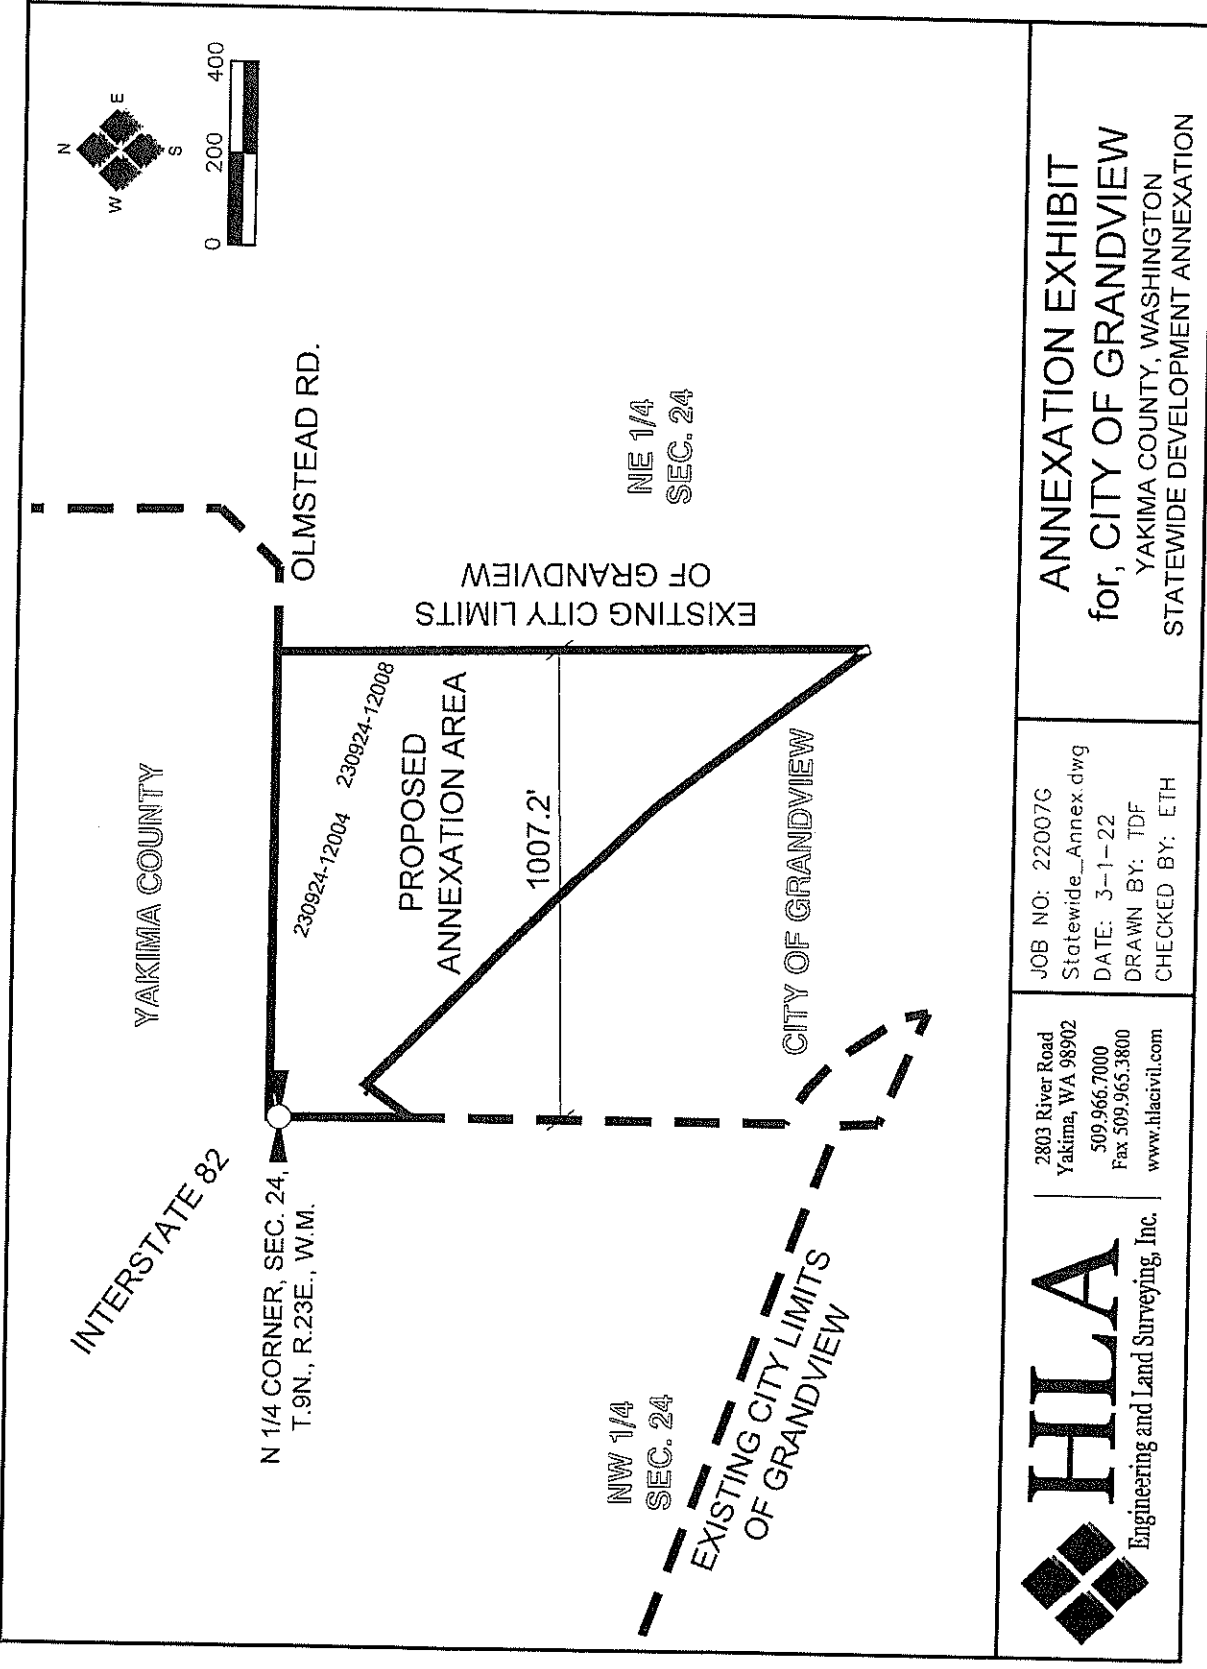 N
W
E
S
0
200
400
YAKIMA COUNTY
INTERSTATE 82
OLMSTEAD RD.
N 1/4 CORNER, SEC. 24,
T.9N., R.23E., W.M.
230924-12004
230924-12008
PROPOSED
ANNEXATION AREA
1007.2'
EXISTING CITY LIMITS
OF GRANDVIEW
NE 1/4
SEC. 24
NW 1/4
SEC. 24
CITY OF GRANDVIEW
EXISTING CITY LIMITS
OF GRANDVIEW
HLA
Engineering and Land Surveying, Inc.
2803 River Road
Yakima, WA 98902
509.966.7000
Fax 509.965.3800
www.hlacivil.com
JOB NO: 22007G
Statewide_Annex.dwg
DATE: 3-1-22
DRAWN BY: TDF
CHECKED BY: ETH
ANNEXATION EXHIBIT
for, CITY OF GRANDVIEW
YAKIMA COUNTY, WASHINGTON
STATEWIDE DEVELOPMENT ANNEXATION